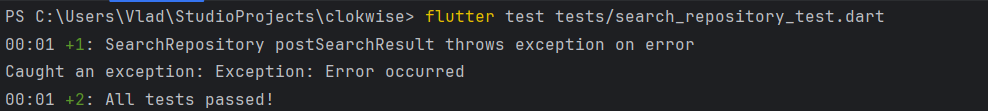 PS C:\Users\Vlad\StudioProjects\clokwise> flutter test tests/search_repository_test.dart
00:01 +1: SearchRepository postSearchResult throws exception on error
Caught an exception: Exception: Error occurred
00:01 +2: All tests passed!